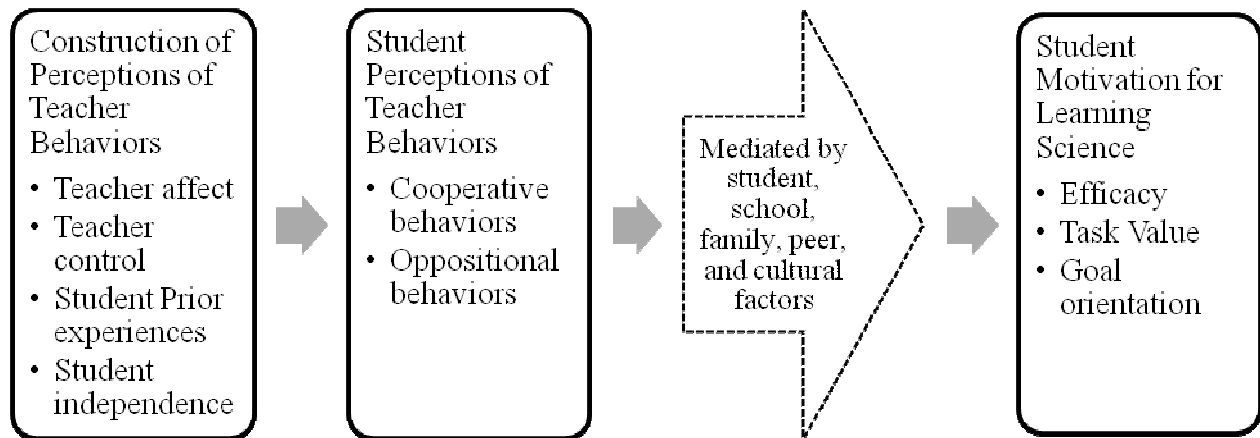 Construction of
Perceptions of
Teacher
Behaviors
• Teacher affect
• Teacher
control
• Student Prior
experiences
• Student
independence
Student
Perceptions of
Teacher
Behaviors
• Cooperative
behaviors
• Oppositional
behaviors
Mediated by
student,
school,
family, peer,
and cultural
factors
Student
Motivation for
Learning
Science
• Efficacy
• Task Value
• Goal
orientation